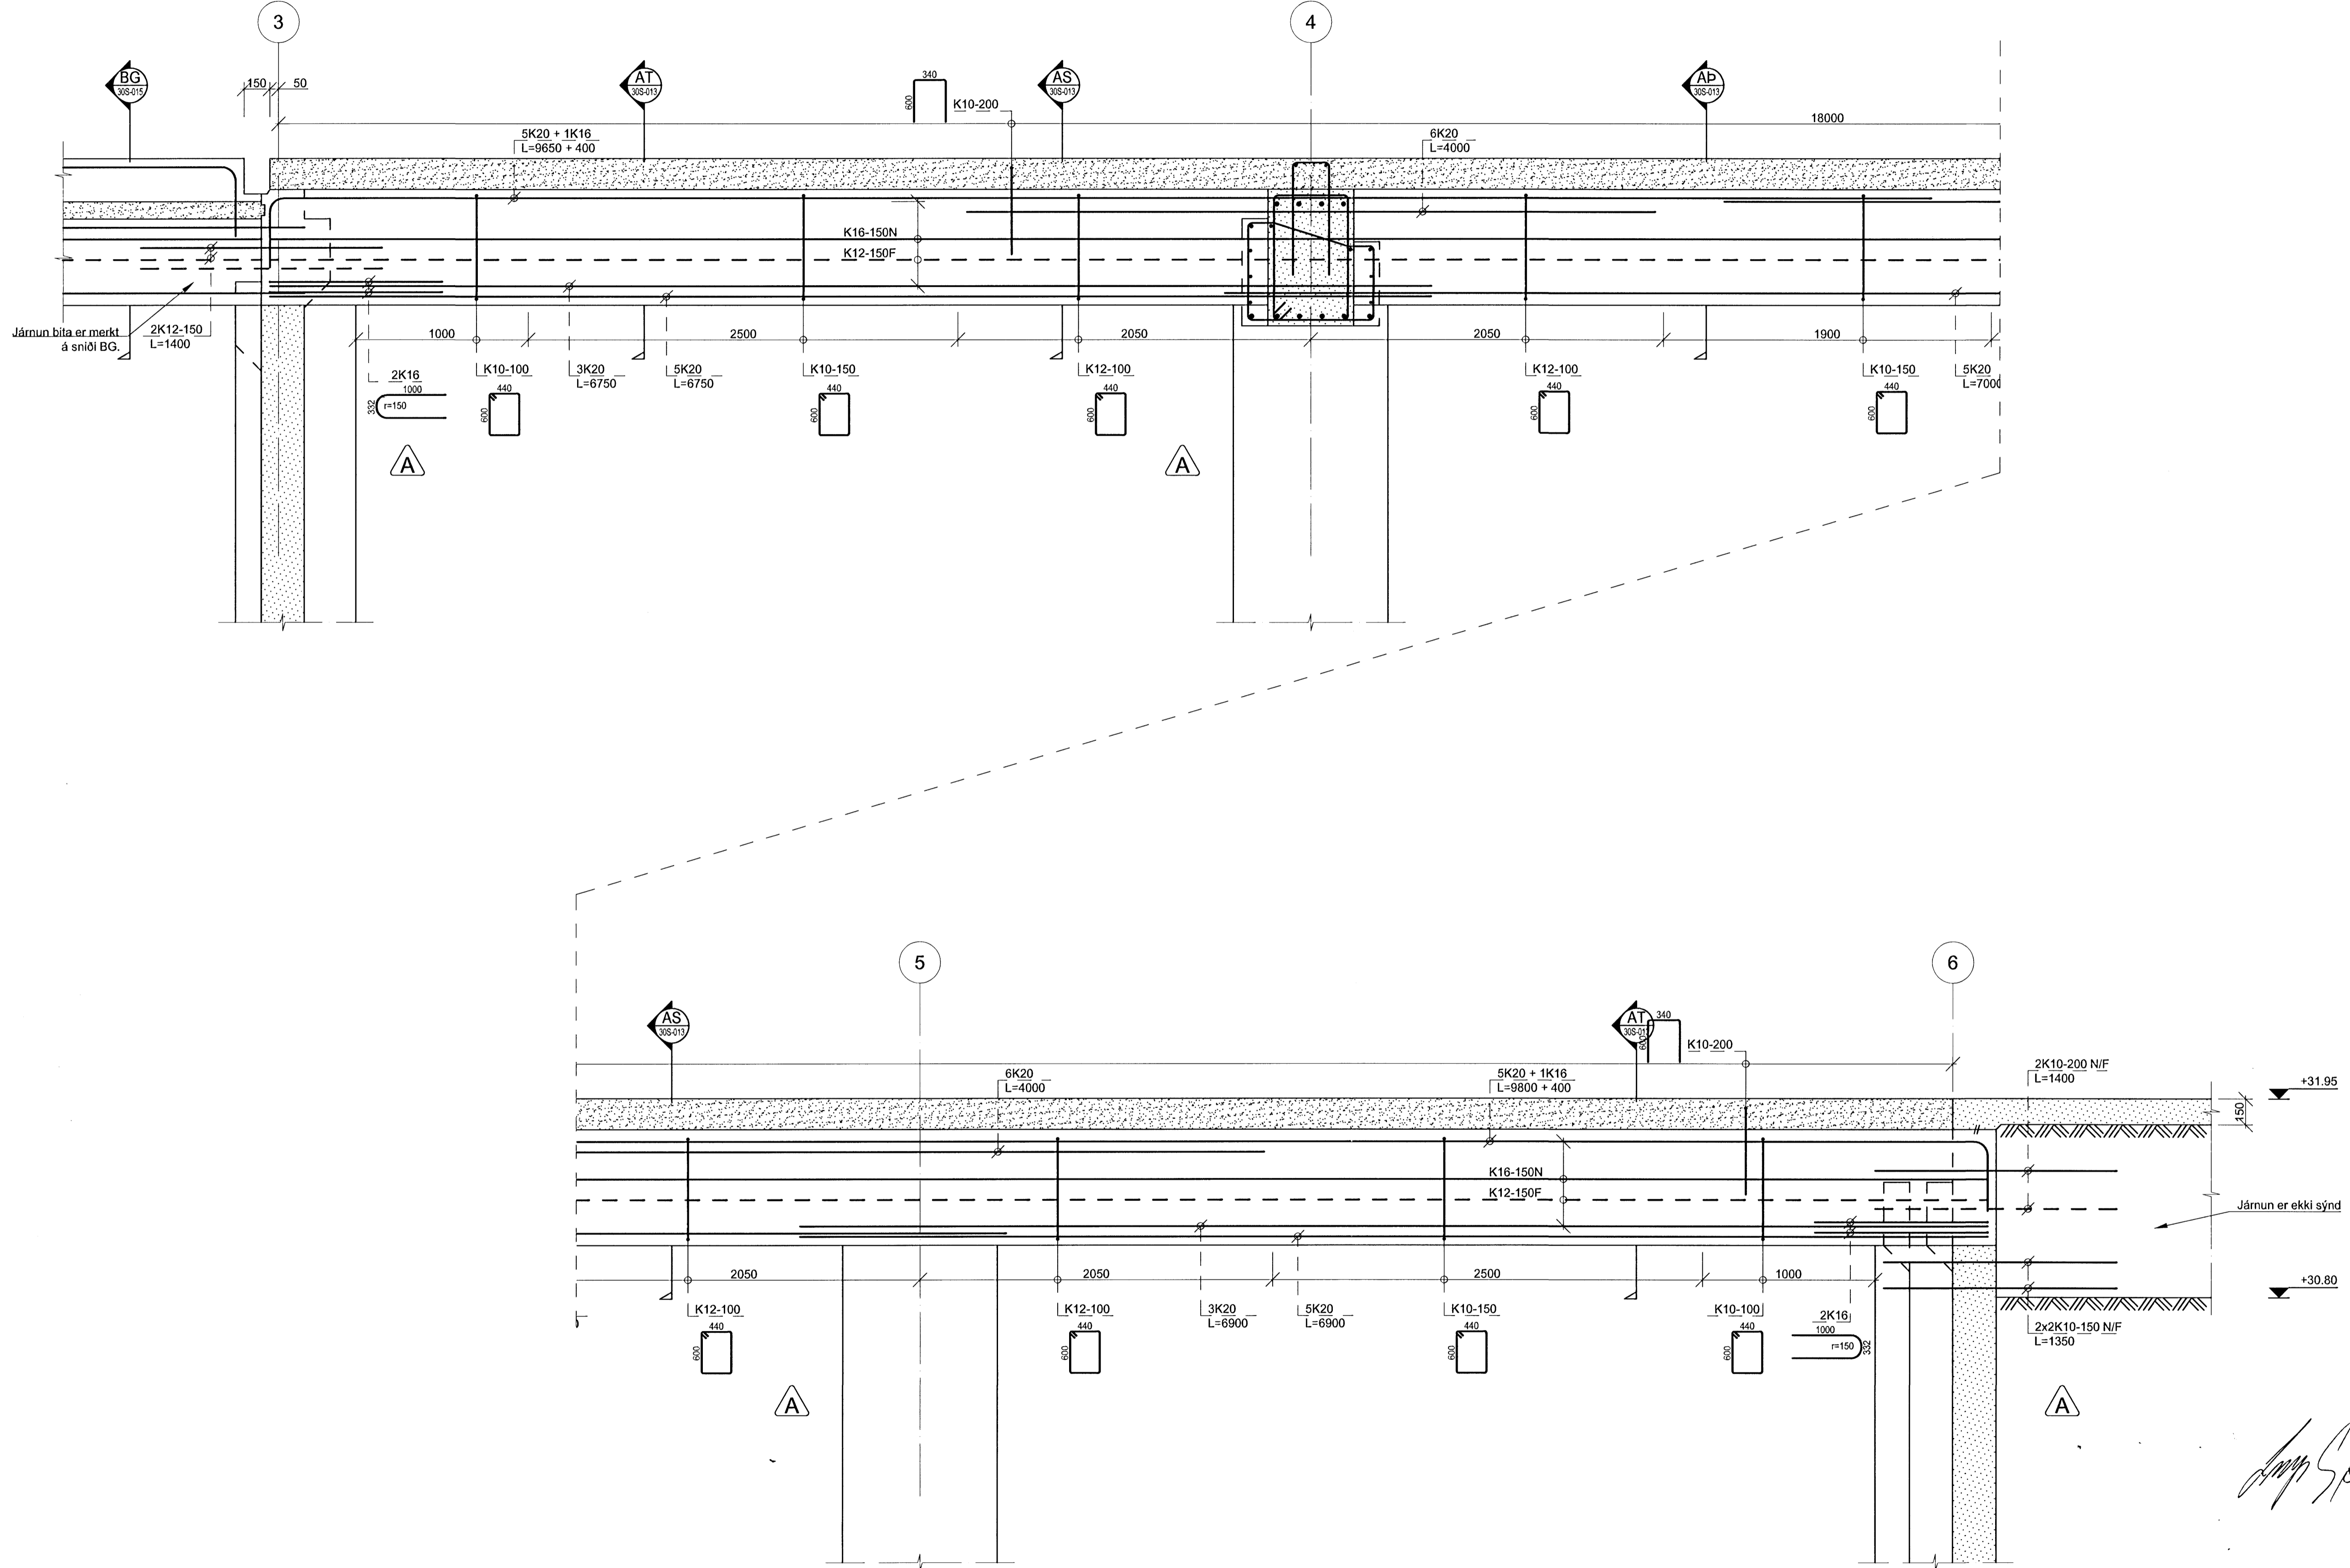 3
4
BG
30S-015
150
50
AT
30S-013
340
600
K10-200
AS
30S-013
AÞ
30S-013
18000
5K20 + 1K16
L=9650 + 400
6K20
L=4000
K16-150N
K12-150F
Járnun bita er merkt
á sniði BG.
2K12-150
L=1400
1000
2500
2050
2050
1900
2K16
1000
332
r=150
K10-100
440
600
3K20
L=6750
5K20
L=6750
K10-150
440
600
K12-100
440
600
K12-100
440
600
K10-150
440
600
5K20
L=7000
A
A
5
6
AS
30S-013
AT
340
600
K10-200
6K20
L=4000
5K20 + 1K16
L=9800 + 400
2K10-200 N/F
L=1400
+31.95
150
K16-150N
K12-150F
Járnun er ekki sýnd
2050
2050
2500
1000
+30.80
K12-100
440
600
K12-100
440
600
3K20
L=6900
5K20
L=6900
K10-150
440
600
K10-100
440
600
2K16
1000
r=150
332
2x2K10-150 N/F
L=1350
A
A